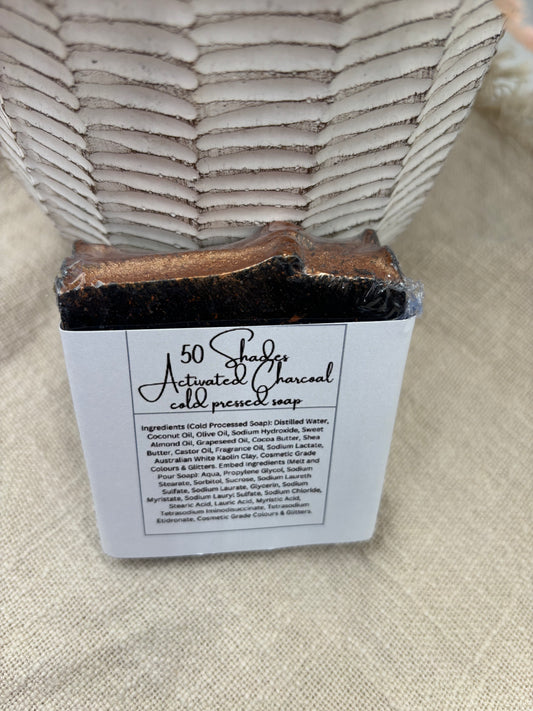 50 Shades
Activated Charcoal
cold pressed soap
Ingredients (Cold Processed Soap): Distilled Water,
Coconut Oil, Olive Oil, Sodium Hydroxide, Sweet
Almond Oil, Grapeseed Oil, Cocoa Butter, Shea
Butter, Castor Oil, Fragrance Oil, Sodium Lactate,
Australian White Kaolin Clay, Cosmetic Grade
Colours & Glitters. Embed Ingredients (Melt and
Pour Soap): Aqua, Propylene Glycol, Sodium
Stearate, Sorbitol, Sucrose, Sodium Laureth
Sulfate, Sodium Laurate, Glycerin, Sodium
Myristate, Sodium Lauryl Sulfate, Sodium Chloride,
Stearic Acid, Lauric Acid, Myristic Acid,
Tetrasodium Iminodisuccinate, Tetrasodium
Etidronate, Cosmetic Grade Colours & Glitters.